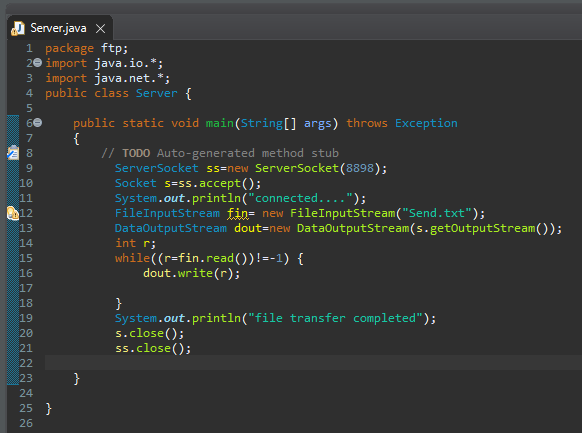 Server.java
1 package ftp;
2 import java.io.*;
3 import java.net.*;
4 public class Server {
5
6 public static void main(String[] args) throws Exception
7 {
8 // TODO Auto-generated method stub
9 ServerSocket ss=new ServerSocket(8898);
10 Socket s=ss.accept();
11 System.out.println("connected....");
12 FileInputStream fin= new FileInputStream("Send.txt");
13 DataOutputStream dout=new DataOutputStream(s.getOutputStream());
14 int r;
15 while((r=fin.read())!=-1) {
16 dout.write(r);
17
18 }
19 System.out.println("file transfer completed");
20 s.close();
21 ss.close();
22
23 }
24
25 }
26